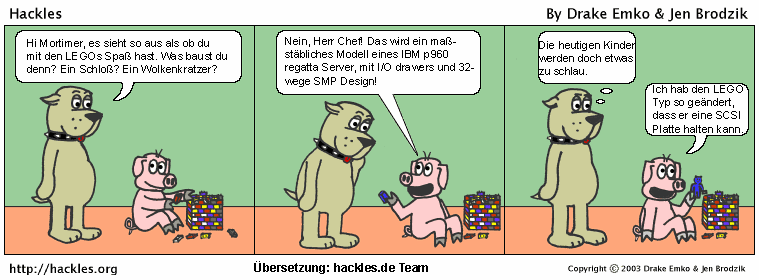 Hackles
By Drake Emko & Jen Brodzik
Hi Mortimer, es sieht so aus als ob du
mit den LEGOs Spaß hast. Was baust du
denn? Ein Schloß? Ein Wolkenkratzer?
Nein, Herr Chef! Das wird ein maß-
stäbliches Modell eines IBM p960
regatta Server, mit I/O drawers und 32-
wege SMP Design!
Die heutigen Kinder
werden doch etwas
zu schlau.
Ich hab den LEGO
Typ so geändert,
dass er eine SCSI
Platte halten kann.
http://hackles.org
Übersetzung: hackles.de Team
Copyright © 2003 Drake Emko & Jen Brodzik